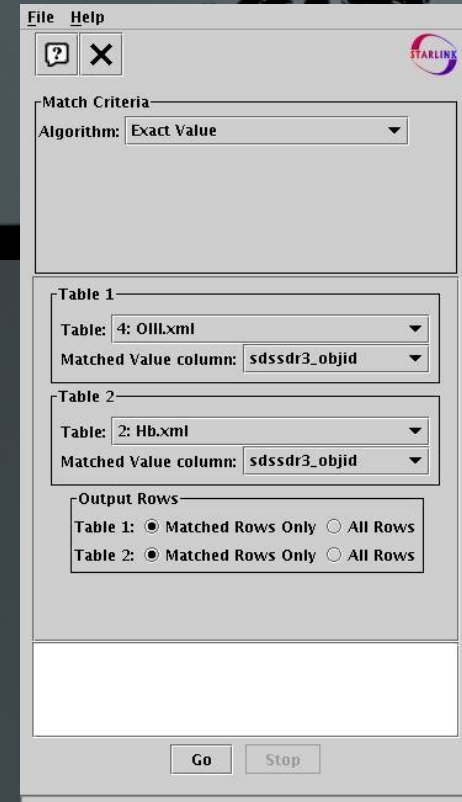 File Help
STARLINK
Match Criteria
Algorithm: Exact Value
Table 1
Table: 4: OIII.xml
Matched Value column: sdssdr3_objid
Table 2
Table: 2: Hb.xml
Matched Value column: sdssdr3_objid
Output Rows
Table 1: Matched Rows Only All Rows
Table 2: Matched Rows Only All Rows
Go Stop